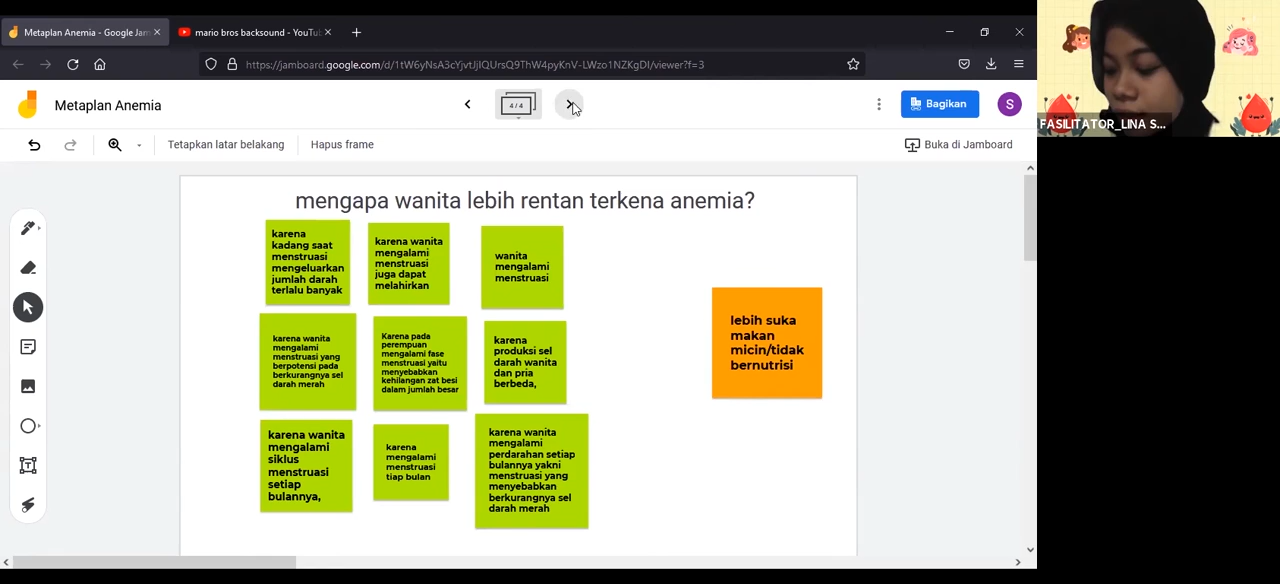 Metaplan Anemia - Google Jam
mario bros backsound - YouTu
https://jamboard.google.com/d/1tW6yNsA3cYjvtJjIQUrsQ9ThW4pyKnV-LWzo1NZKgDI/viewer?f=3
Metaplan Anemia
4/4
Bagikan
S
Tetapkan latar belakang
Hapus frame
Buka di Jamboard
FASILITATOR_LINA S...
mengapa wanita lebih rentan terkena anemia?
karena
kadang saat
menstruasi
mengeluarkan
jumlah darah
terlalu banyak
karena wanita
mengalami
menstruasi
juga dapat
melahirkan
wanita
mengalami
menstruasi
lebih suka
makan
micin/tidak
bernutrisi
karena wanita
mengalami
menstruasi yang
berpotensi pada
berkurangnya sel
darah merah
Karena pada
perempuan
mengalami fase
menstruasi yaitu
menyebabkan
kehilangan zat besi
dalam jumlah besar
karena
produksi sel
darah wanita
dan pria
berbeda,
karena wanita
mengalami
siklus
menstruasi
setiap
bulannya,
karena
mengalami
menstruasi
tiap bulan
karena wanita
mengalami
perdarahan setiap
bulannya yakni
menstruasi yang
menyebabkan
berkurangnya sel
darah merah